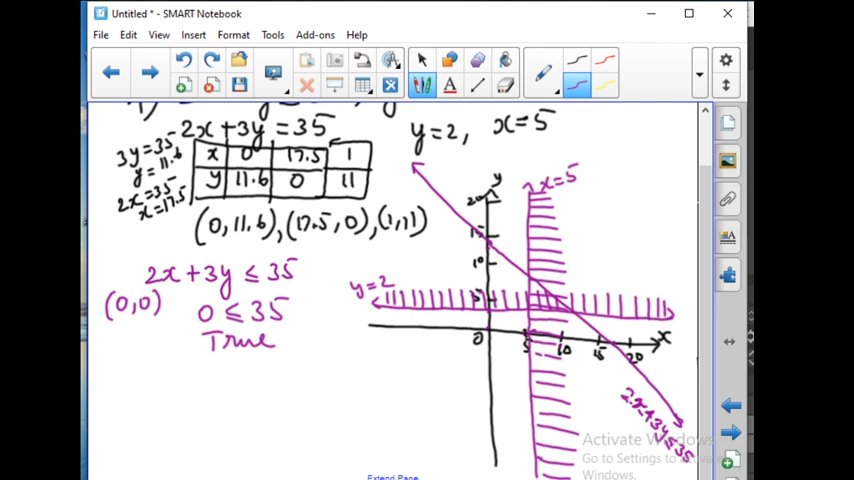 Untitled * - SMART Notebook
File Edit View Insert Format Tools Add-ons Help
2x+3y=35
y=2, x=5
3y=35
y=11.6
2x=35
x=17.5
x 0 17.5 1
y 11.6 0 11
(0,11.6),(17.5,0),(1,11)
2x+3y≤35
(0,0) 0≤35
True
y
x=5
20
15
10
5
y=2
0 5 10 15 20 x
2x+3y≤35
Activate Windows
Go to Settings to activate
Windows.
Extend Page